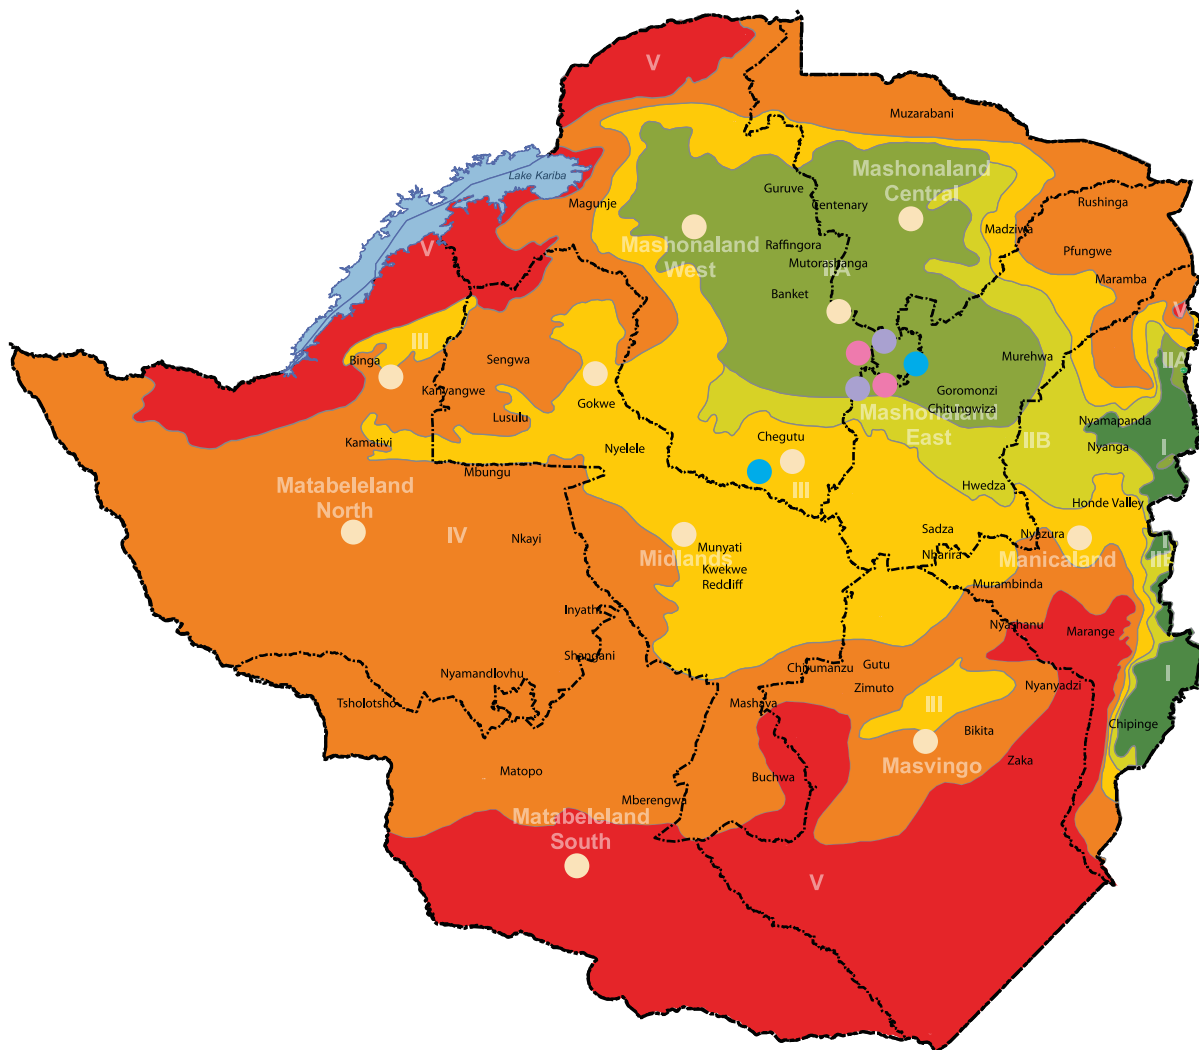 V
Muzarabani
Lake Kariba
Mashonaland
Central
Guruve
Centenary
Magunje
Rushinga
Madziwa
Mashonaland
West
Raffingora
Mutorashanga
IIA
Pfungwe
Maramba
V
Banket
V
III
Binga
Sengwa
Murehwa
IIA
Kanyangwe
Gokwe
Lusulu
Goromonzi
Chitungwiza
Mashonaland
East
Nyamapanda
Kamativi
Nyelele
Chegutu
IIB
Nyanga
I
Mbungu
Matabeleland
North
III
Hwedza
Honde Valley
IV
Nkayi
Sadza
Nyazura
Munyati
Midlands
Nharira
Manicaland
Kwekwe
Redcliff
Murambinda
Inyathi
Nyashanu
Marange
Shangani
Chirumanzu
Gutu
Nyamandlovhu
Zimuto
Nyanyadzi
I
Tsholotsho
Mashava
III
Chipinge
Bikita
Masvingo
Zaka
Matopo
Buchwa
Mberengwa
Matabeleland
South
V